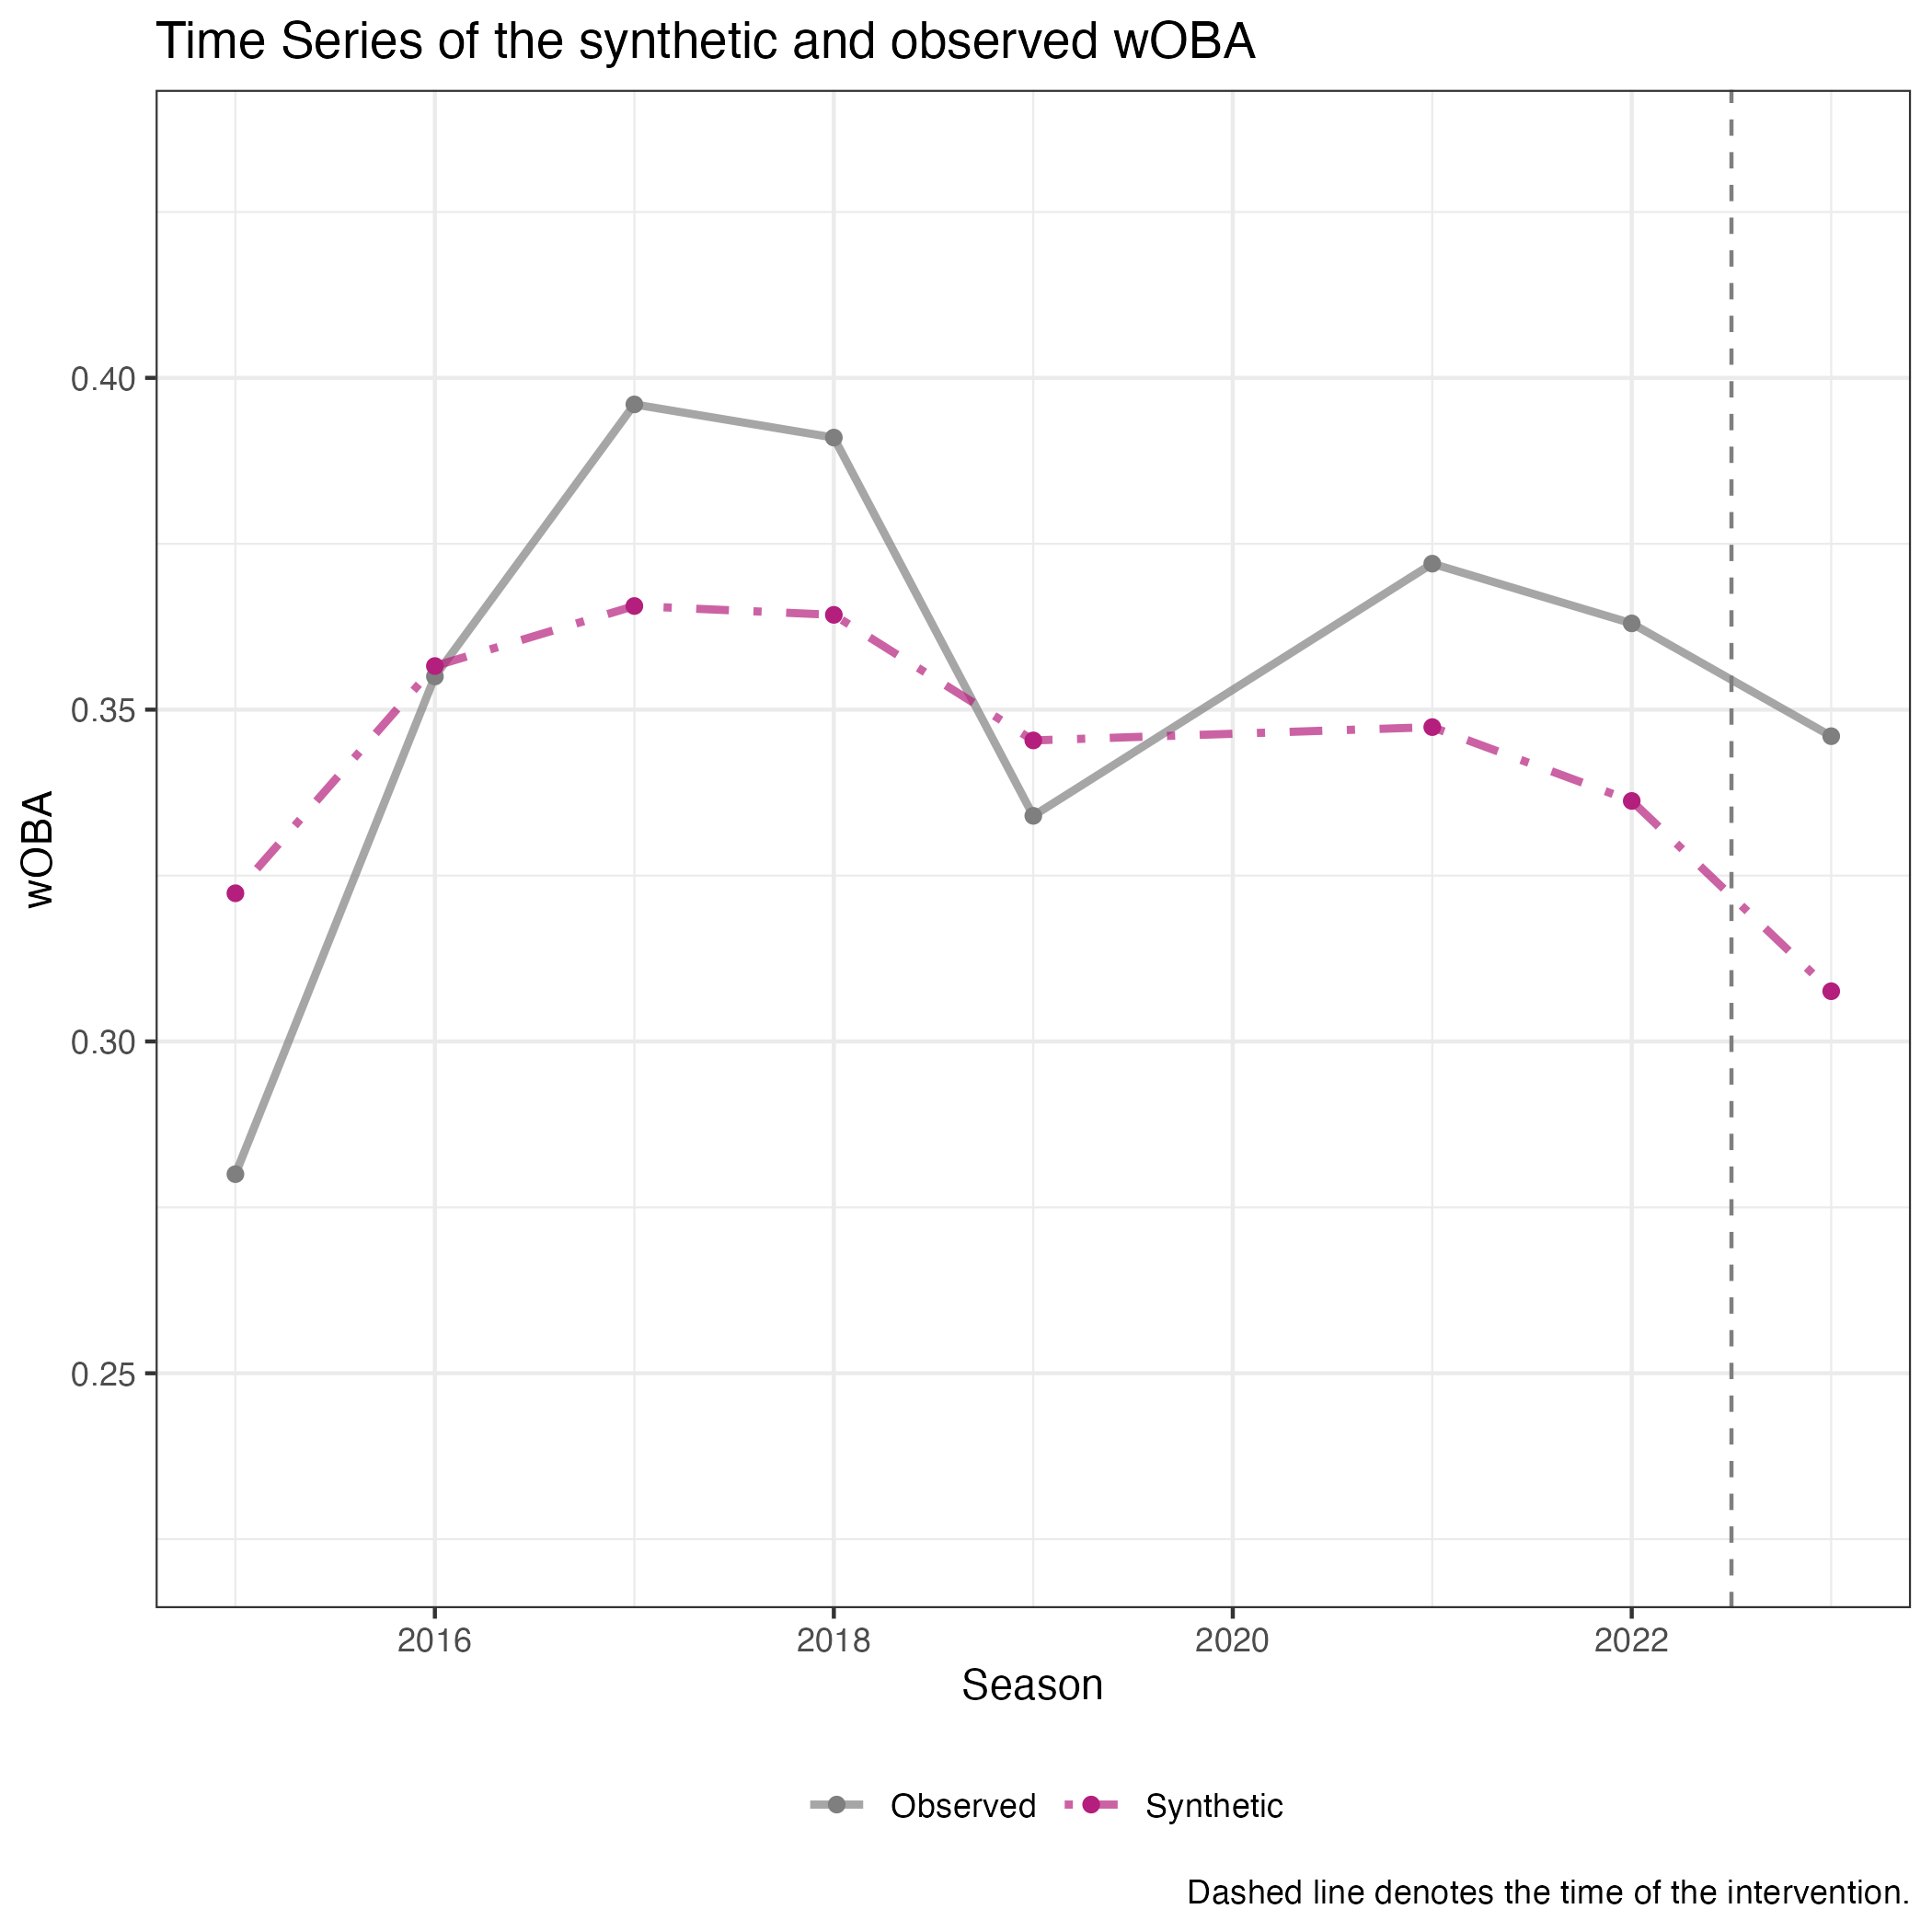 Time Series of the synthetic and observed wOBA
wOBA
0.40
0.35
0.30
0.25
2016 2018 2020 2022
Season
Observed Synthetic
Dashed line denotes the time of the intervention.